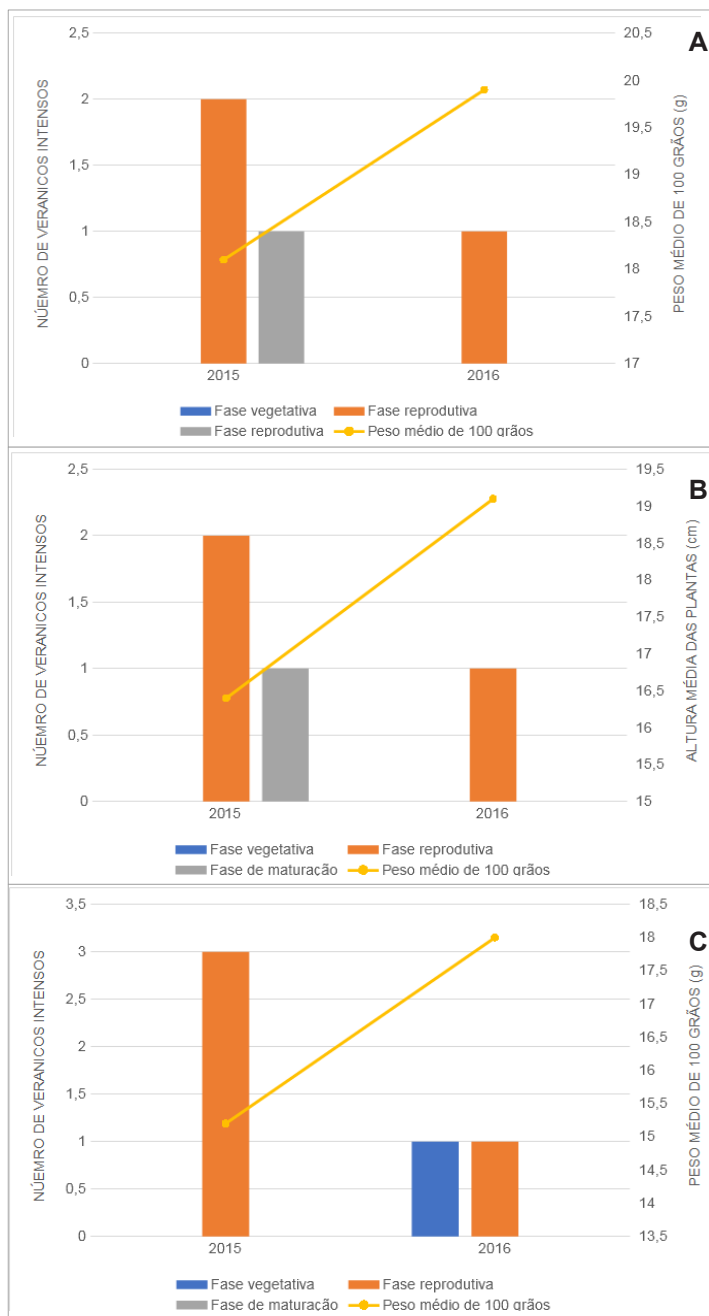 A
NÚEMRO DE VERANICOS INTENSOS
2,5
2
1,5
1
0,5
0
2015
2016
20,5
20
19,5
19
18,5
18
17,5
17
PESO MÉDIO DE 100 GRÃOS (g)
Fase vegetativa
Fase reprodutiva
Fase reprodutiva
Peso médio de 100 grãos
B
NÚEMRO DE VERANICOS INTENSOS
2,5
2
1,5
1
0,5
0
2015
2016
19,5
19
18,5
18
17,5
17
16,5
16
15,5
15
ALTURA MÉDIA DAS PLANTAS (cm)
Fase vegetativa
Fase reprodutiva
Fase de maturação
Peso médio de 100 grãos
C
NÚEMRO DE VERANICOS INTENSOS
3,5
3
2,5
2
1,5
1
0,5
0
2015
2016
18,5
18
17,5
17
16,5
16
15,5
15
14,5
14
13,5
PESO MÉDIO DE 100 GRÃOS (g)
Fase vegetativa
Fase reprodutiva
Fase de maturação
Peso médio de 100 grãos